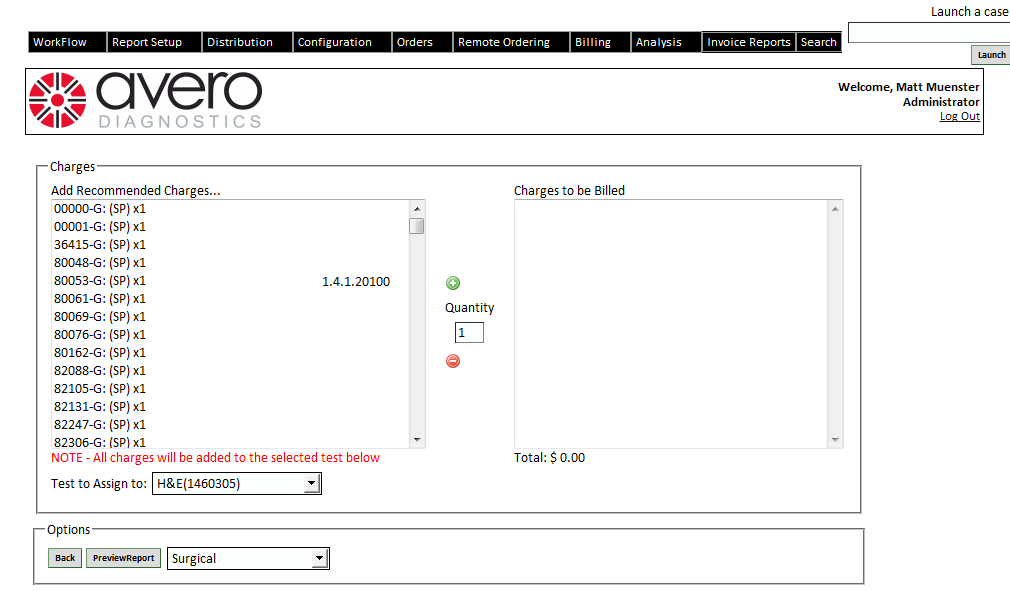 Launch a case
WorkFlow Report Setup Distribution Configuration Orders Remote Ordering Billing Analysis Invoice Reports Search
Launch
avero
DIAGNOSTICS
Welcome, Matt Muenster
Administrator
Log Out
Charges
Add Recommended Charges...
00000-G: (SP) x1
00001-G: (SP) x1
36415-G: (SP) x1
80048-G: (SP) x1
80053-G: (SP) x1 1.4.1.20100
80061-G: (SP) x1
80069-G: (SP) x1
80076-G: (SP) x1
80162-G: (SP) x1
82088-G: (SP) x1
82105-G: (SP) x1
82131-G: (SP) x1
82247-G: (SP) x1
82306-G: (SP) x1
NOTE - All charges will be added to the selected test below
Test to Assign to: H&E(1460305)
Quantity
1
Charges to be Billed
Total: $ 0.00
Options
Back PreviewReport Surgical